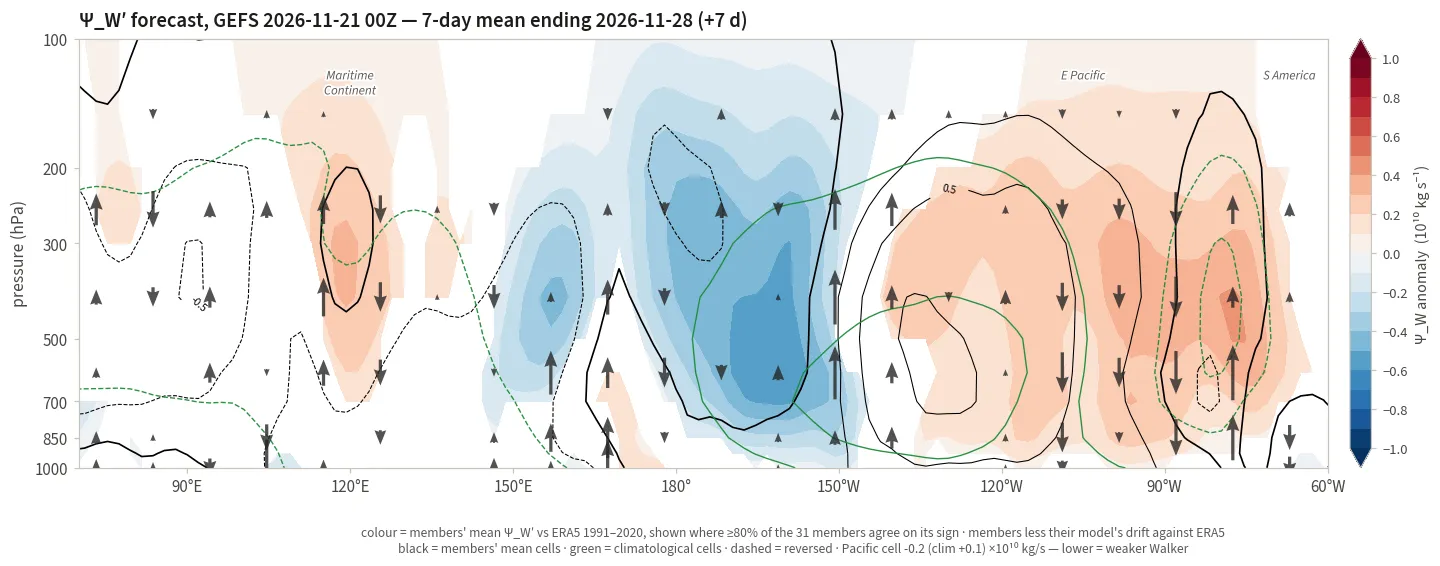 Ψ_W′ forecast, GEFS 2026-11-21 00Z — 7-day mean ending 2026-11-28 (+7 d)
100
200
300
400
500
700
850
1000
pressure (hPa)
Maritime
Continent
E Pacific
S America
0.5
-0.5
90°E
120°E
150°E
180°
150°W
120°W
90°W
60°W
1.0
0.8
0.6
0.4
0.2
0.0
−0.2
−0.4
−0.6
−0.8
−1.0
Ψ_W anomaly (10¹⁰ kg s⁻¹)
colour = members' mean Ψ_W′ vs ERA5 1991–2020, shown where ≥80% of the 31 members agree on its sign · members less their model's drift against ERA5
black = members' mean cells · green = climatological cells · dashed = reversed · Pacific cell -0.2 (clim +0.1) ×10¹⁰ kg/s — lower = weaker Walker